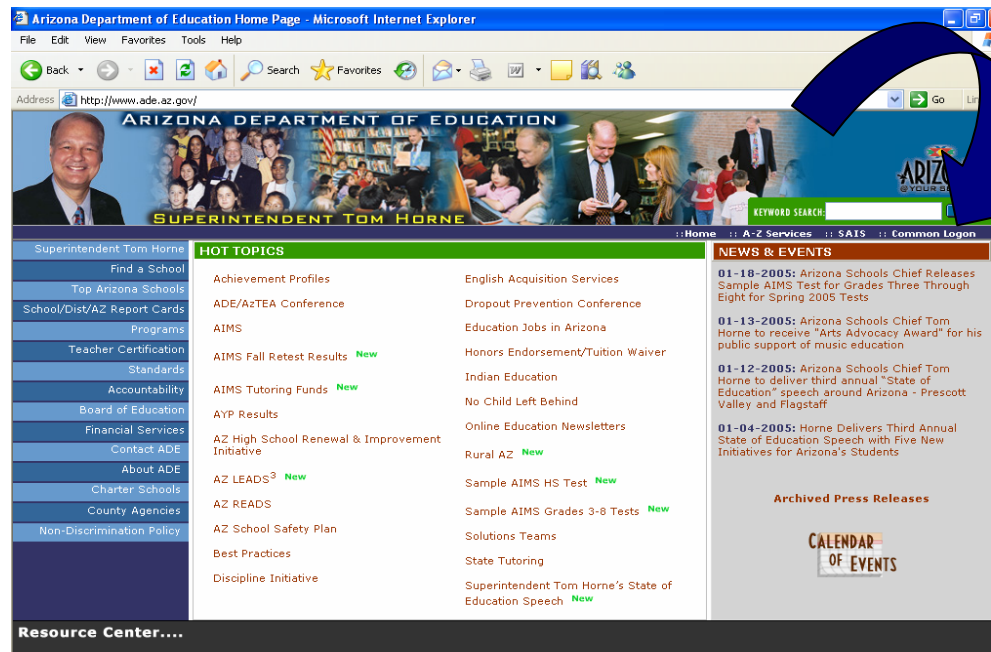 Arizona Department of Education Home Page - Microsoft Internet Explorer
File Edit View Favorites Tools Help
Back Search Favorites
Address http://www.ade.az.gov/ Go
ARIZONA DEPARTMENT OF EDUCATION
SUPERINTENDENT TOM HORNE
KEYWORD SEARCH:
::Home :: A-Z Services :: SAIS :: Common Logon
Superintendent Tom Horne
Find a School
Top Arizona Schools
School/Dist/AZ Report Cards
Programs
Teacher Certification
Standards
Accountability
Board of Education
Financial Services
Contact ADE
About ADE
Charter Schools
County Agencies
Non-Discrimination Policy
HOT TOPICS
Achievement Profiles
ADE/AzTEA Conference
AIMS
AIMS Fall Retest Results New
AIMS Tutoring Funds New
AYP Results
AZ High School Renewal & Improvement
Initiative
AZ LEADS3 New
AZ READS
AZ School Safety Plan
Best Practices
Discipline Initiative
English Acquisition Services
Dropout Prevention Conference
Education Jobs in Arizona
Honors Endorsement/Tuition Waiver
Indian Education
No Child Left Behind
Online Education Newsletters
Rural AZ New
Sample AIMS HS Test New
Sample AIMS Grades 3-8 Tests New
Solutions Teams
State Tutoring
Superintendent Tom Horne's State of
Education Speech New
NEWS & EVENTS
01-18-2005: Arizona Schools Chief Releases
Sample AIMS Test for Grades Three Through
Eight for Spring 2005 Tests
01-13-2005: Arizona Schools Chief Tom
Horne to receive "Arts Advocacy Award" for his
public support of music education
01-12-2005: Arizona Schools Chief Tom
Horne to deliver third annual "State of
Education" speech around Arizona - Prescott
Valley and Flagstaff
01-04-2005: Horne Delivers Third Annual
State of Education Speech with Five New
Initiatives for Arizona's Students
Archived Press Releases
CALENDAR
OF EVENTS
Resource Center....